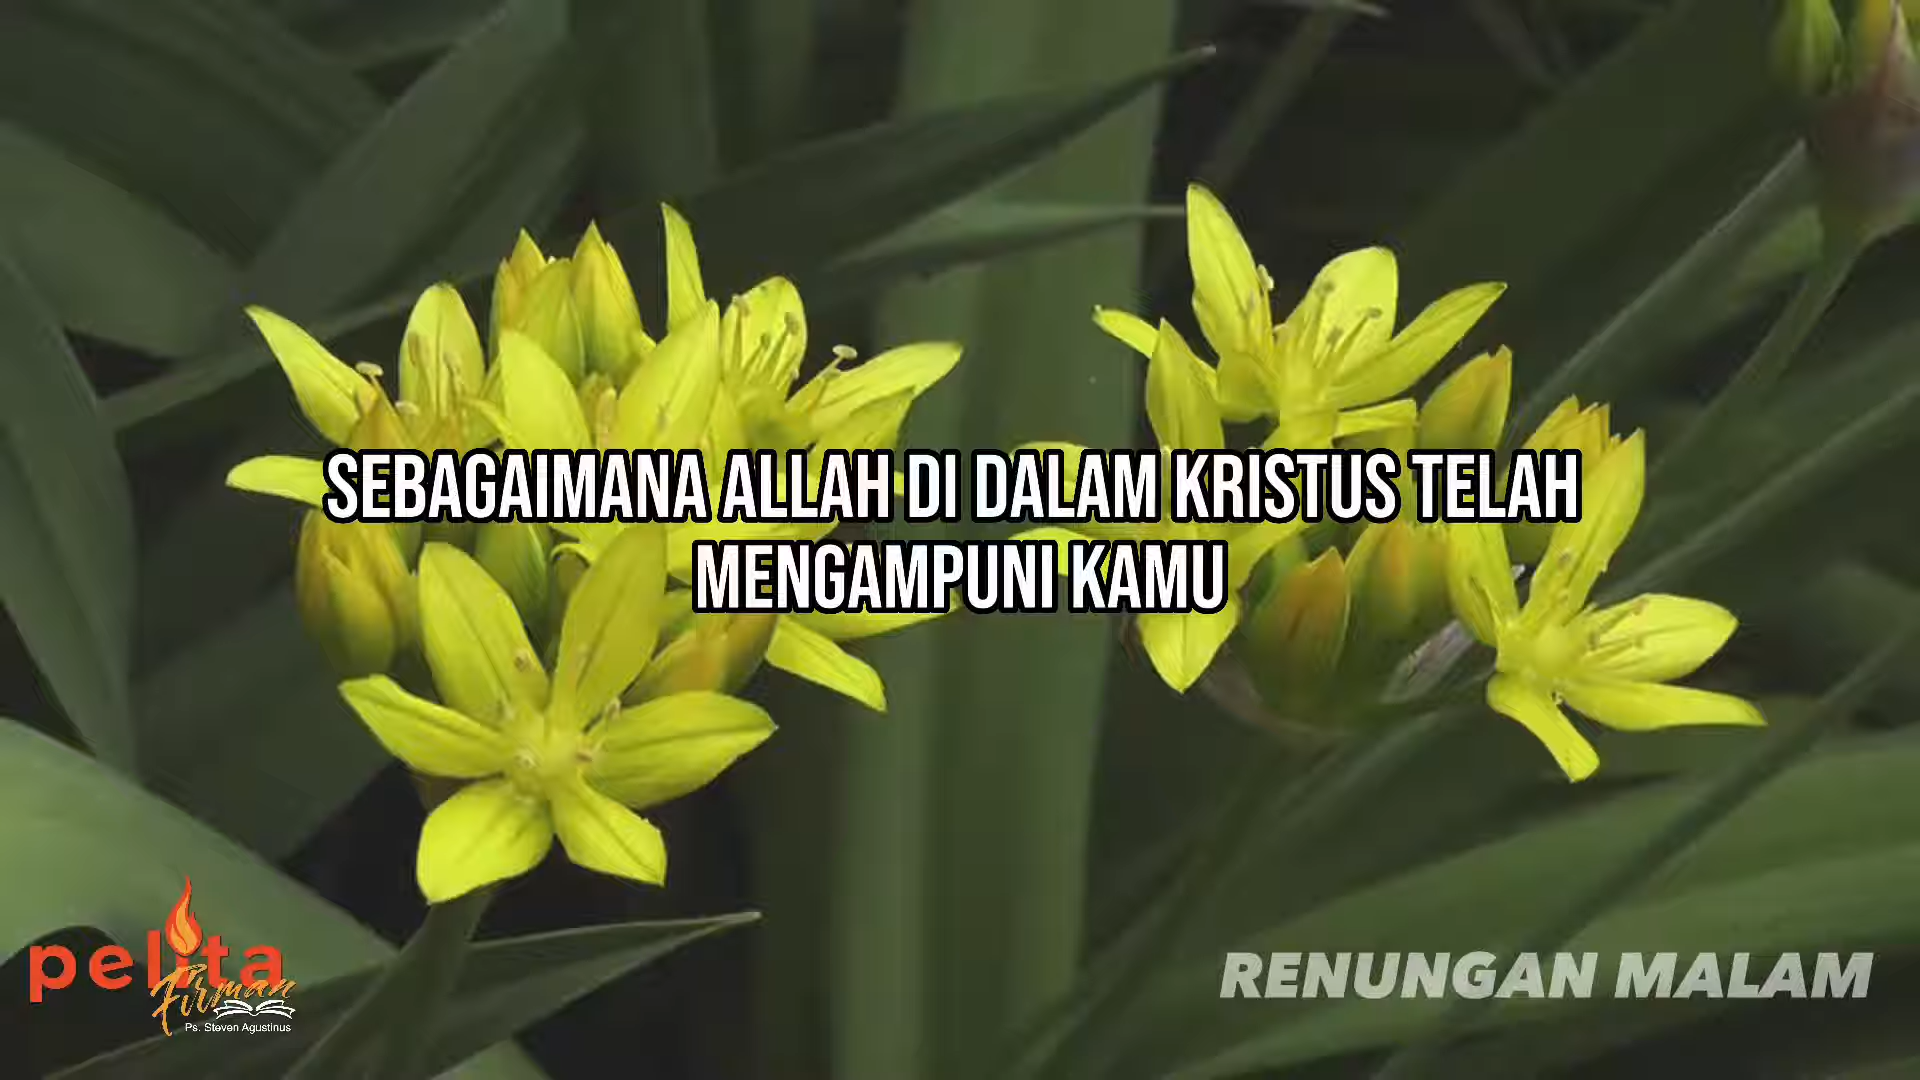 SEBAGAIMANA ALLAH DI DALAM KRISTUS TELAH
MENGAMPUNI KAMU
pelita
Firman
Ps. Steven Agustinus
RENUNGAN MALAM